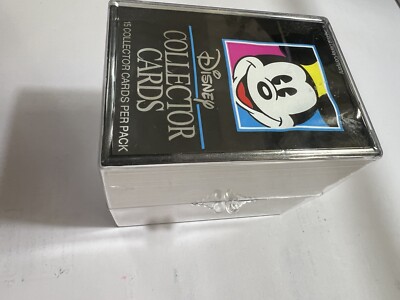 Disney
COLLECTOR
CARDS
15 COLLECTOR CARDS PER PACK